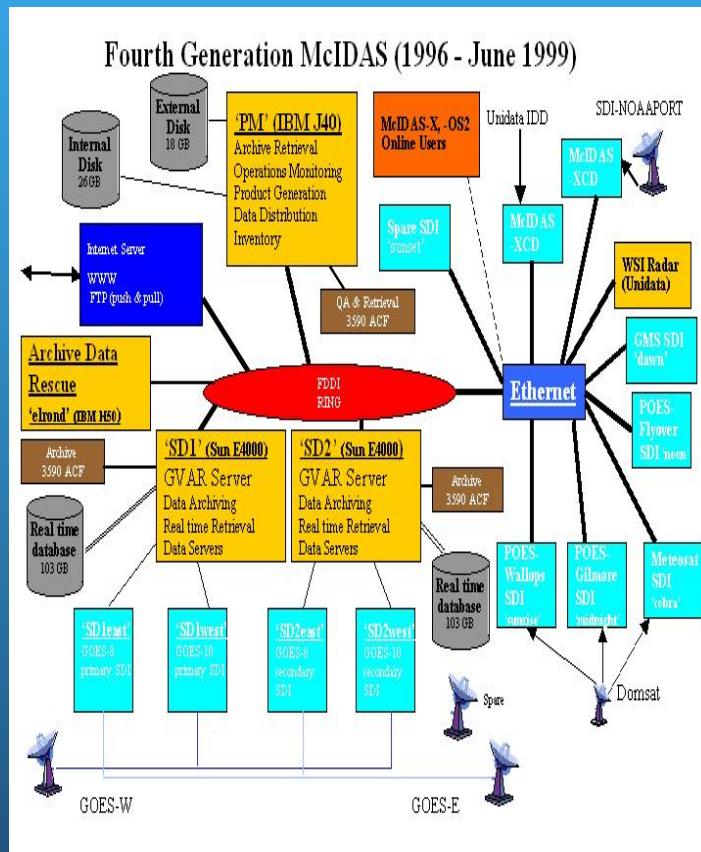 Fourth Generation McIDAS (1996 - June 1999)
External
Disk
18 GB
Internal
Disk
26 GB
'PM' (IBM J40)
Archive Retrieval
Operations Monitoring
Product Generation
Data Distribution
Inventory
McIDAS-X, -OS2
Online Users
Unidata IDD
SDI-NOAAPORT
McIDAS
-XCD
Spare SDI
'sunset'
McIDAS
-XCD
Internet Server
WWW
FTP (push & pull)
WSI Radar
(Unidata)
QA & Retrieval
3590 ACF
GMS SDI
'dawn'
Archive Data
Rescue
'elrond' (IBM H50)
FDDI
RING
Ethernet
POES-
Flyover
SDI 'noon'
Archive
3590 ACF
'SD1' (Sun E4000)
GVAR Server
Data Archiving
Real time Retrieval
Data Servers
'SD2' (Sun E4000)
GVAR Server
Data Archiving
Real time Retrieval
Data Servers
Archive
3590 ACF
Real time
database
103 GB
Real time
database
103 GB
POES-
Wallops
SDI
'sunrise'
POES-
Gilmore
SDI
'midnight'
Meteosat
SDI
'cobra'
'SD1east'
GOES-8
primary SDI
'SD1west'
GOES-10
primary SDI
'SD2east'
GOES-8
secondary
SDI
'SD2west'
GOES-10
secondary
SDI
Spare
Domsat
GOES-W
GOES-E